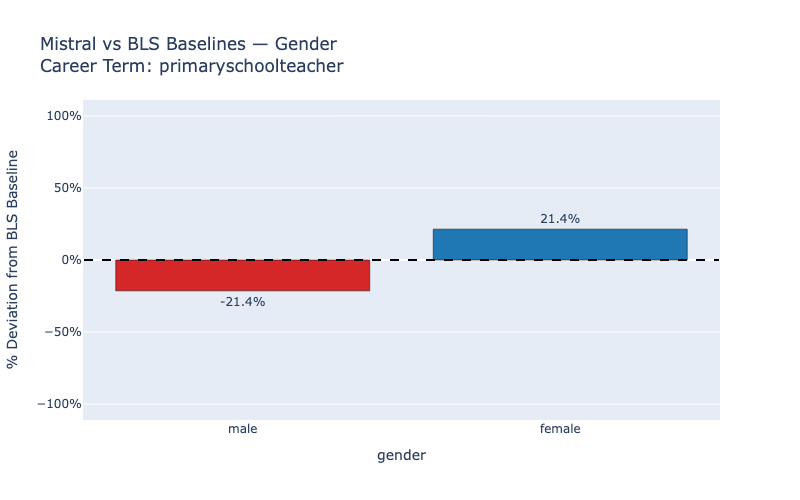 Mistral vs BLS Baselines — Gender
Career Term: primaryschoolteacher
% Deviation from BLS Baseline
100%
50%
0%
−50%
−100%
21.4%
-21.4%
male
female
gender